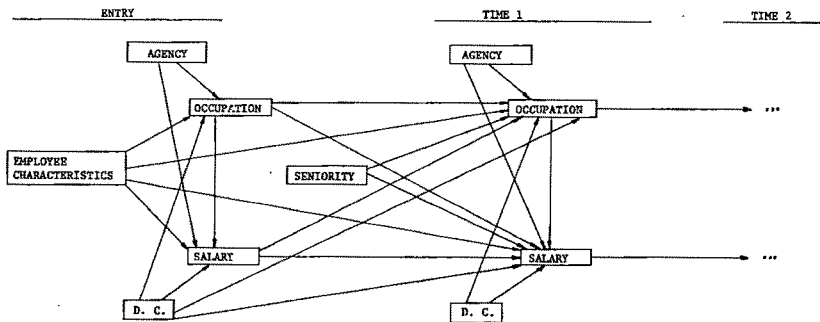 ENTRY
TIME 1
TIME 2
AGENCY
AGENCY
OCCUPATION
OCCUPATION
...
EMPLOYEE
CHARACTERISTICS
SENIORITY
SALARY
SALARY
...
D. C.
D. C.